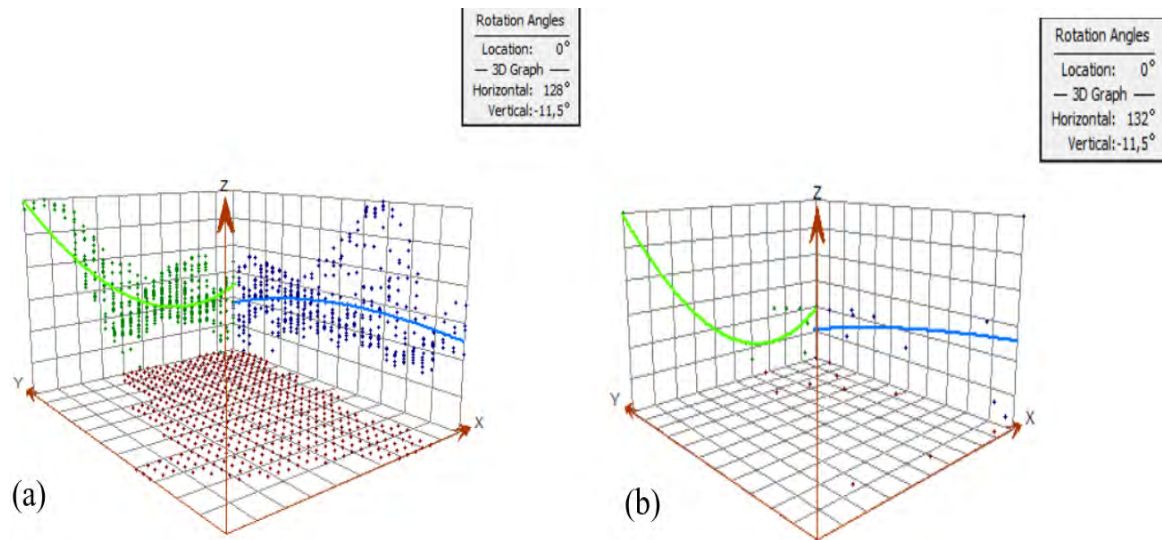 Rotation Angles
Location: 0°
— 3D Graph —
Horizontal: 128°
Vertical:-11,5°
Z
Y
X
(a)
Rotation Angles
Location: 0°
— 3D Graph —
Horizontal: 132°
Vertical:-11,5°
Z
Y
X
(b)